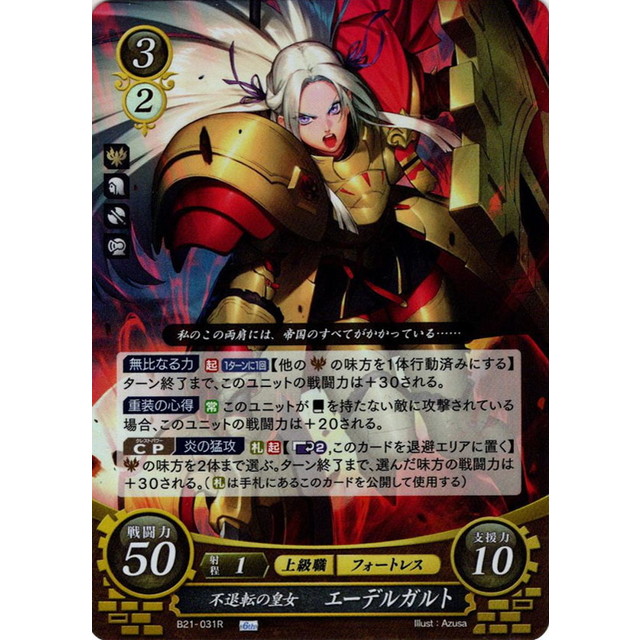 3
2
私のこの両肩には、帝国のすべてがかかっている……
無比なる力 起 1ターンに1回【他の の味方を1体行動済みにする】
ターン終了まで、このユニットの戦闘力は+30される。
重装の心得 常 このユニットが を持たない敵に攻撃されている
場合、このユニットの戦闘力は+20される。
クレストパワー
CP 炎の猛攻 札 起【 2,このカードを退避エリアに置く】
の味方を2体まで選ぶ。ターン終了まで、選んだ味方の戦闘力は
+30される。(札は手札にあるこのカードを公開して使用する)
戦闘力
50
射程 1
上級職
フォートレス
支援力
10
不退転の皇女 エーデルガルト
B21-031R
Illust:Azusa